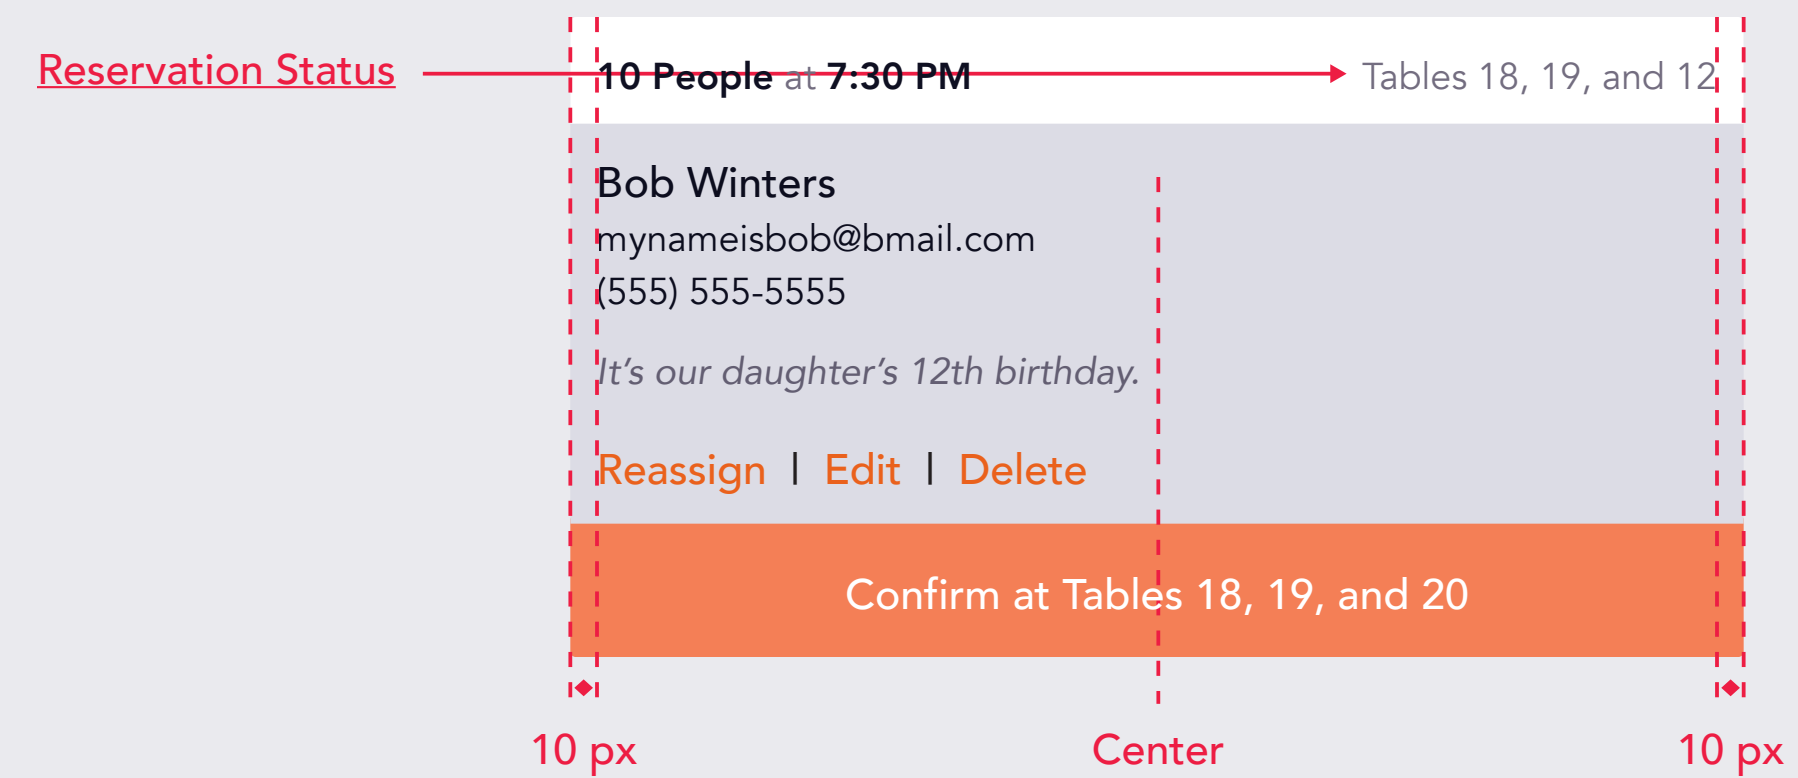 Reservation Status
10 People at 7:30 PM Tables 18, 19, and 12
Bob Winters
mynameisbob@bmail.com
(555) 555-5555
It’s our daughter’s 12th birthday.
Reassign | Edit | Delete
Confirm at Tables 18, 19, and 20
10 px Center 10 px